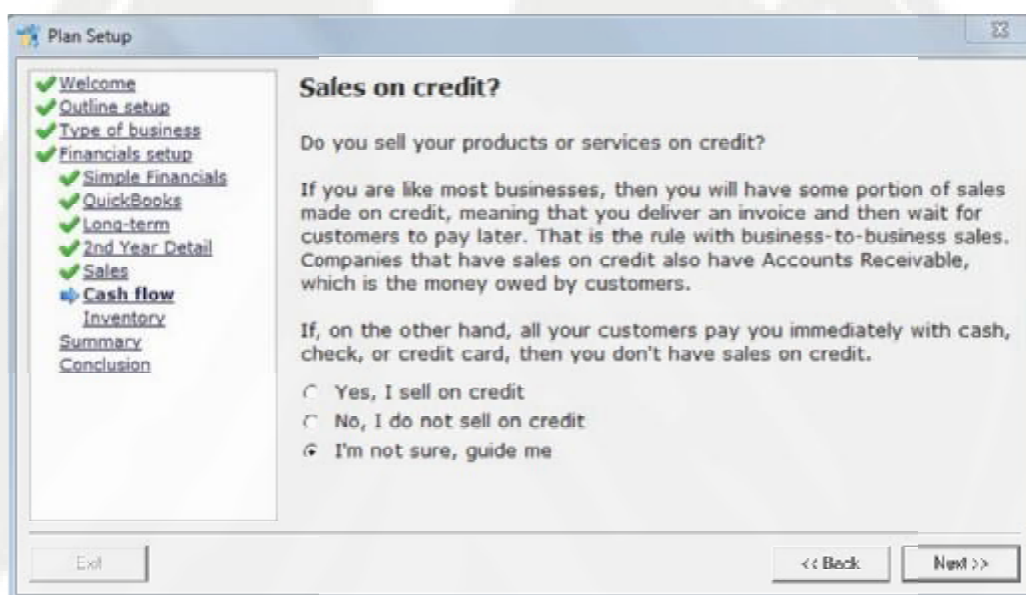 Plan Setup
Welcome
Outline setup
Type of business
Financials setup
Simple Financials
QuickBooks
Long-term
2nd Year Detail
Sales
Cash flow
Inventory
Summary
Conclusion
Sales on credit?
Do you sell your products or services on credit?
If you are like most businesses, then you will have some portion of sales
made on credit, meaning that you deliver an invoice and then wait for
customers to pay later. That is the rule with business-to-business sales.
Companies that have sales on credit also have Accounts Receivable,
which is the money owed by customers.
If, on the other hand, all your customers pay you immediately with cash,
check, or credit card, then you don't have sales on credit.
Yes, I sell on credit
No, I do not sell on credit
I'm not sure, guide me
Exit
<< Back
Next >>